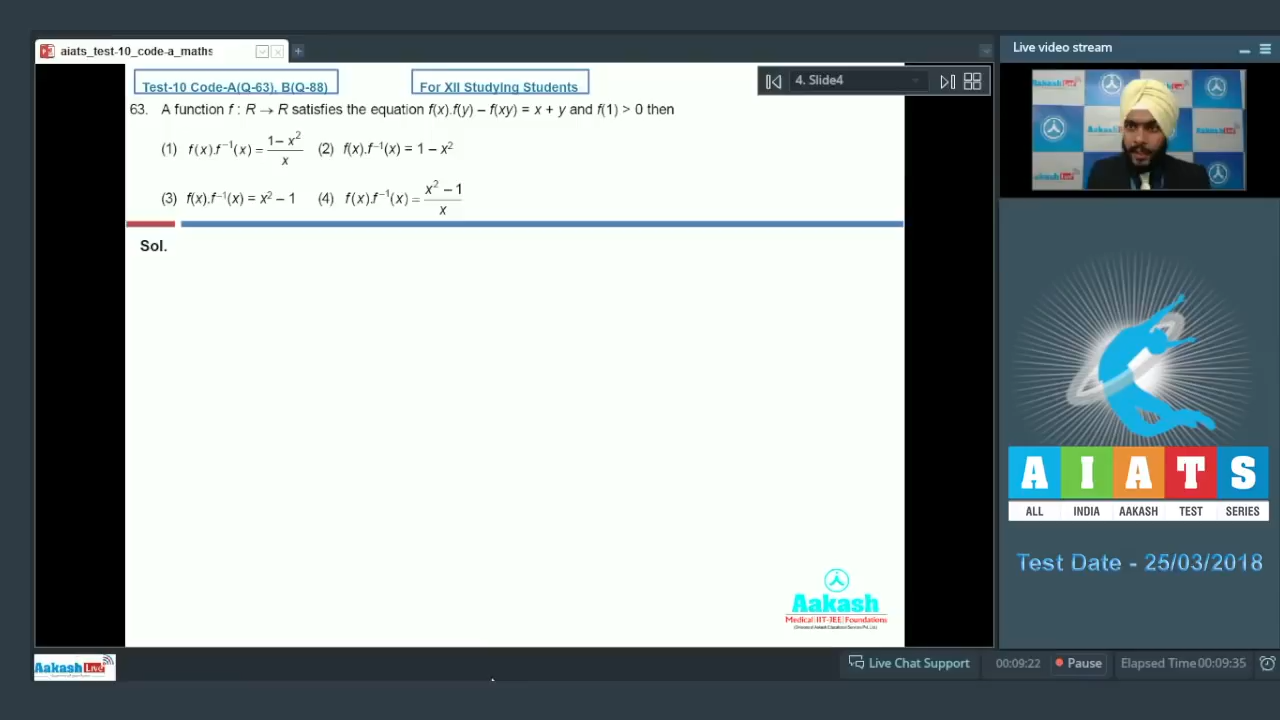 aiats_test-10_code-a_maths
Live video stream
Test-10 Code-A(Q-63), B(Q-88)
For XII Studying Students
4. Slide4
63. A function f : R → R satisfies the equation f(x).f(y) – f(xy) = x + y and f(1) > 0 then
(1) f(x).f⁻¹(x) = (1 – x²)/x (2) f(x).f⁻¹(x) = 1 – x²
(3) f(x).f⁻¹(x) = x² – 1 (4) f(x).f⁻¹(x) = (x² – 1)/x
Sol.
A I A T S
ALL INDIA AAKASH TEST SERIES
Test Date - 25/03/2018
Aakash
Medical|IIT-JEE|Foundations
Aakash Live
Live Chat Support
00:09:22
Pause
Elapsed Time 00:09:35